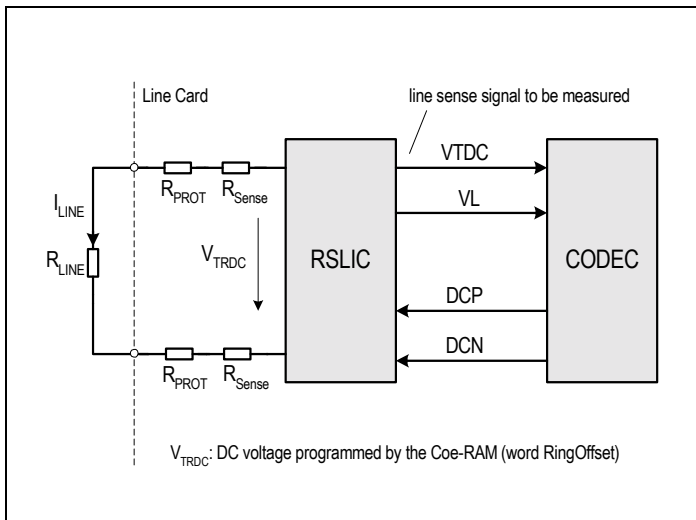 Line Card
line sense signal to be measured
VTDC
R_PROT
R_Sense
VL
I_LINE
V_TRDC
R_LINE
RSLIC
CODEC
DCP
DCN
R_PROT
R_Sense
V_TRDC: DC voltage programmed by the Coe-RAM (word RingOffset)